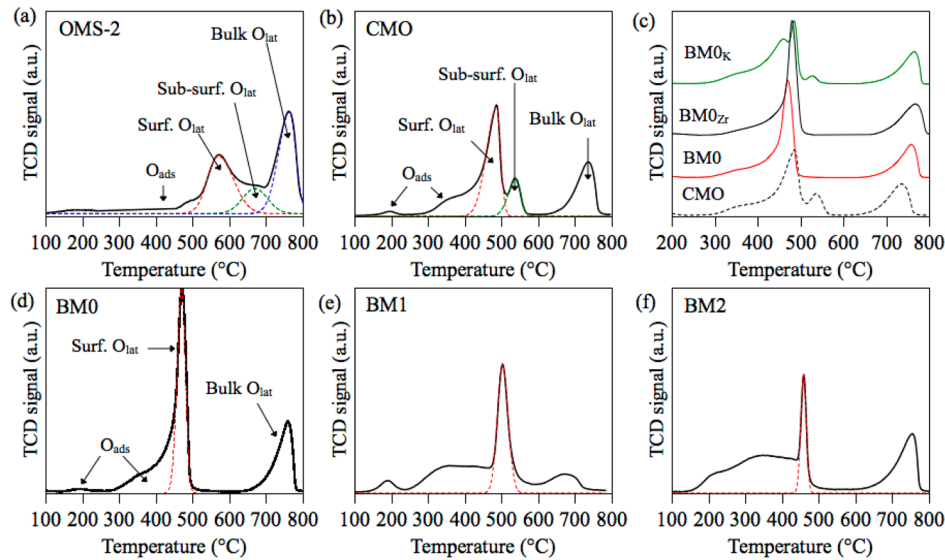 (a)
OMS-2
Bulk Olat
Sub-surf. Olat
Surf. Olat
Oads
TCD signal (a.u.)
100 200 300 400 500 600 700 800
Temperature (°C)
(b)
CMO
Sub-surf. Olat
Surf. Olat
Bulk Olat
Oads
TCD signal (a.u.)
100 200 300 400 500 600 700 800
Temperature (°C)
(c)
BM0K
BM0Zr
BM0
CMO
TCD signal (a.u.)
200 300 400 500 600 700 800
Temperature (°C)
(d)
BM0
Surf. Olat
Bulk Olat
Oads
TCD signal (a.u.)
100 200 300 400 500 600 700 800
Temperature (°C)
(e)
BM1
TCD signal (a.u.)
100 200 300 400 500 600 700 800
Temperature (°C)
(f)
BM2
TCD signal (a.u.)
100 200 300 400 500 600 700 800
Temperature (°C)